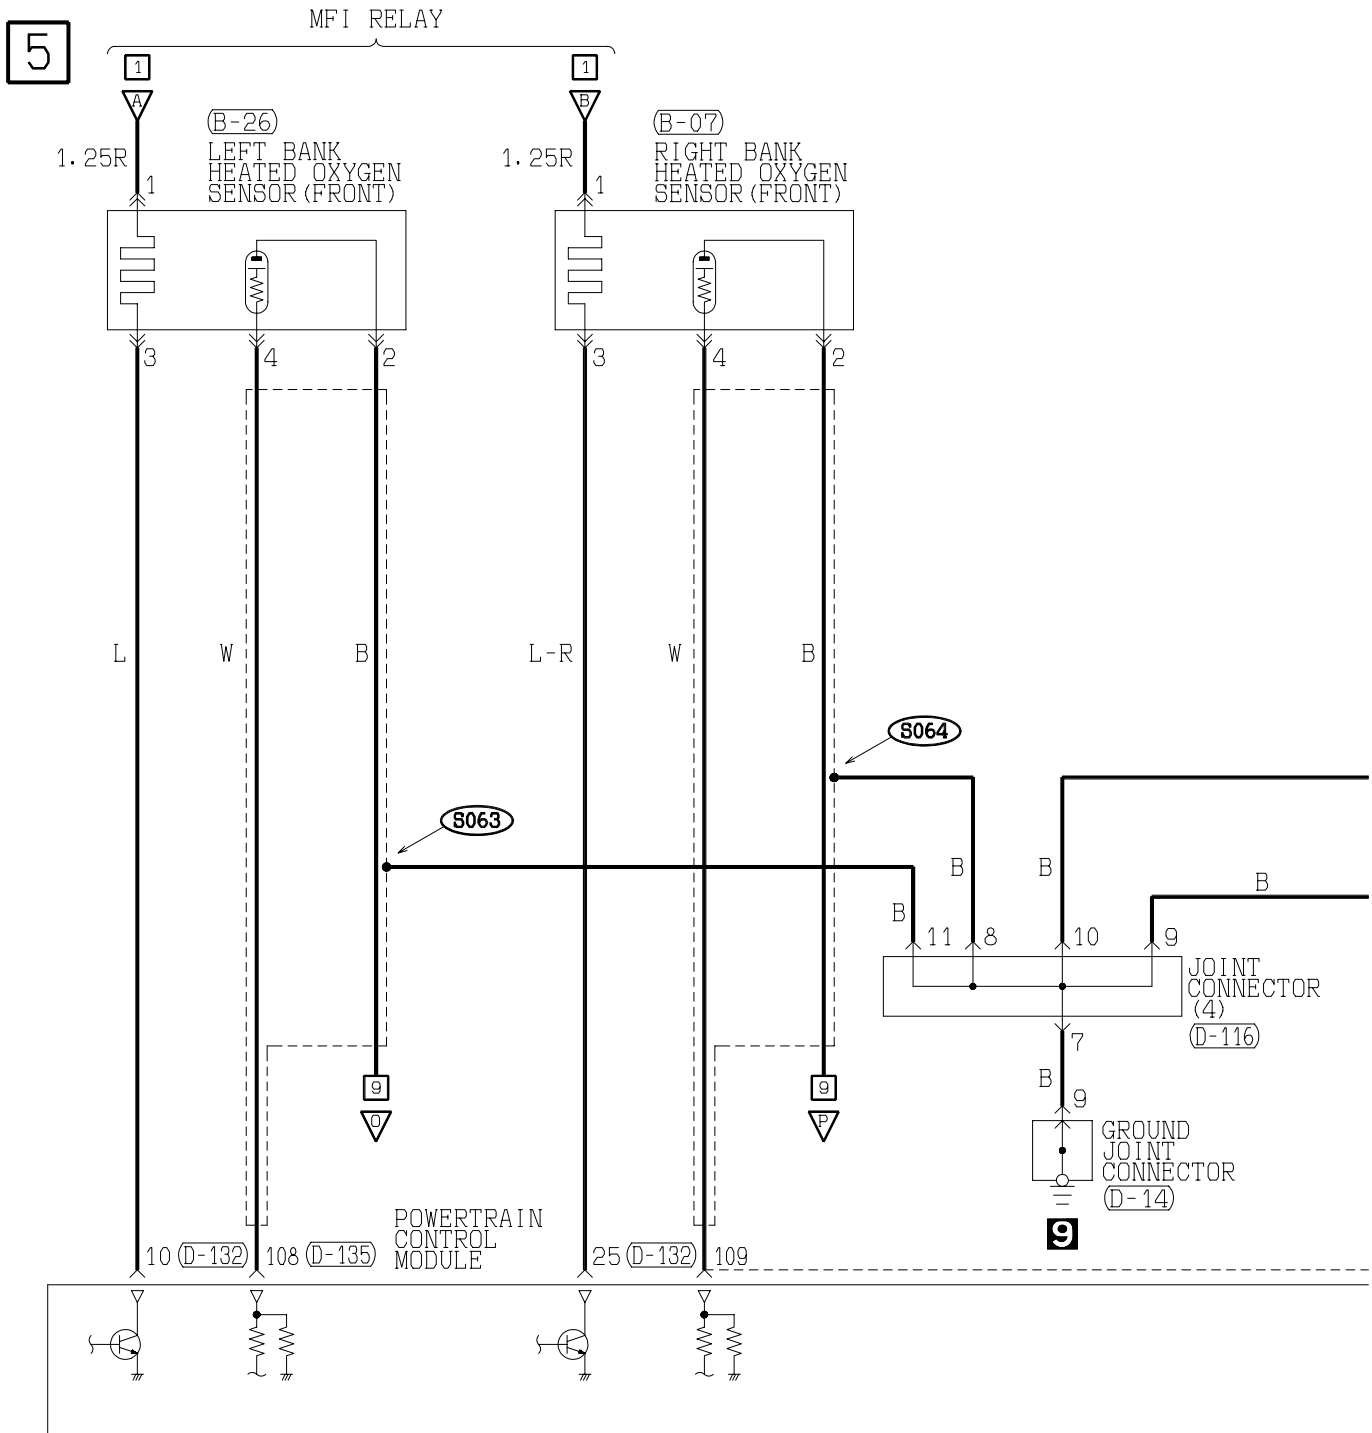 5
MFI RELAY
1
1
A
B
(B-26)
(B-07)
1.25R
LEFT BANK
HEATED OXYGEN
SENSOR(FRONT)
1.25R
RIGHT BANK
HEATED OXYGEN
SENSOR(FRONT)
1
1
3
4
2
3
4
2
L
W
B
L-R
W
B
S064
S063
B
B
B
B
11
8
10
9
JOINT
CONNECTOR
(4)
(D-116)
7
B
9
9
9
O
P
GROUND
JOINT
CONNECTOR
(D-14)
9
POWERTRAIN
CONTROL
MODULE
10
(D-132)
108
(D-135)
25
(D-132)
109